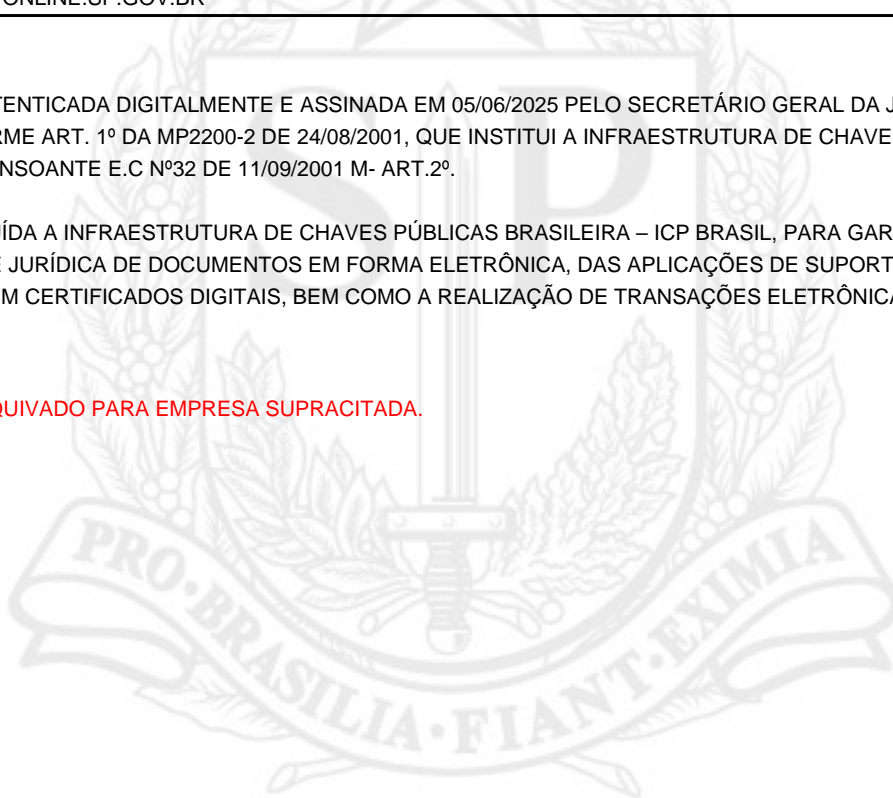 ONLINE.SP.GOV.BR
TENTICADA DIGITALMENTE E ASSINADA EM 05/06/2025 PELO SECRETÁRIO GERAL DA J
RME ART. 1º DA MP2200-2 DE 24/08/2001, QUE INSTITUI A INFRAESTRUTURA DE CHAVE
NSOANTE E.C Nº32 DE 11/09/2001 M- ART.2º.
ÍDA A INFRAESTRUTURA DE CHAVES PÚBLICAS BRASILEIRA – ICP BRASIL, PARA GAR
E JURÍDICA DE DOCUMENTOS EM FORMA ELETRÔNICA, DAS APLICAÇÕES DE SUPORT
M CERTIFICADOS DIGITAIS, BEM COMO A REALIZAÇÃO DE TRANSAÇÕES ELETRÔNICA
QUIVADO PARA EMPRESA SUPRACITADA.
SP
PRO·BRASILIA·FIANT·EXIMIA